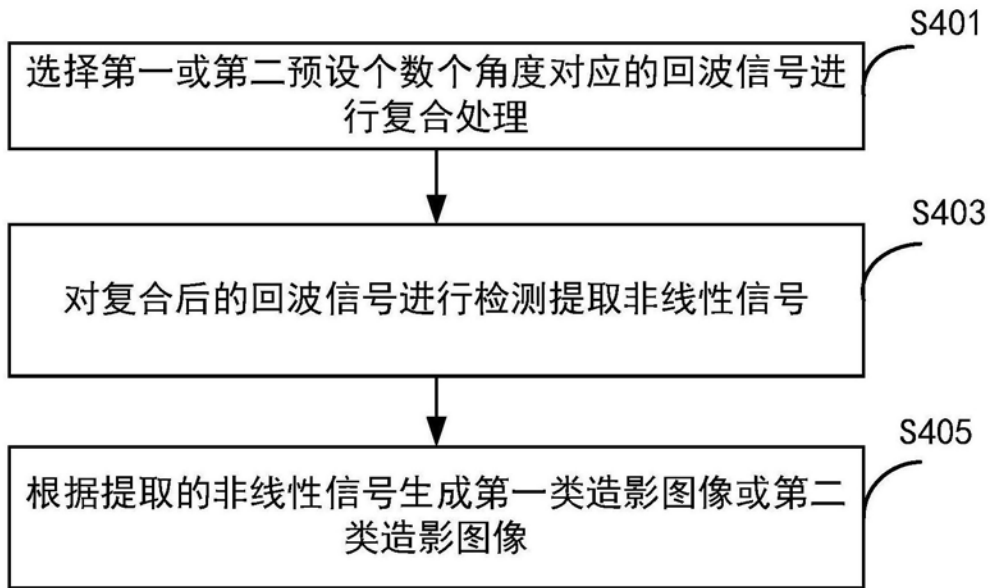 S401
选择第一或第二预设个数个角度对应的回波信号进
行复合处理
S403
对复合后的回波信号进行检测提取非线性信号
S405
根据提取的非线性信号生成第一类造影图像或第二
类造影图像